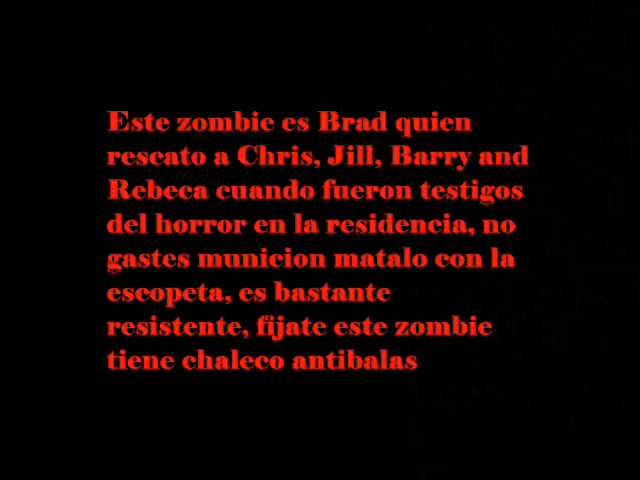 Este zombie es Brad quien
rescato a Chris, Jill, Barry and
Rebeca cuando fueron testigos
del horror en la residencia, no
gastes municion matalo con la
escopeta, es bastante
resistente, fijate este zombie
tiene chaleco antibalas